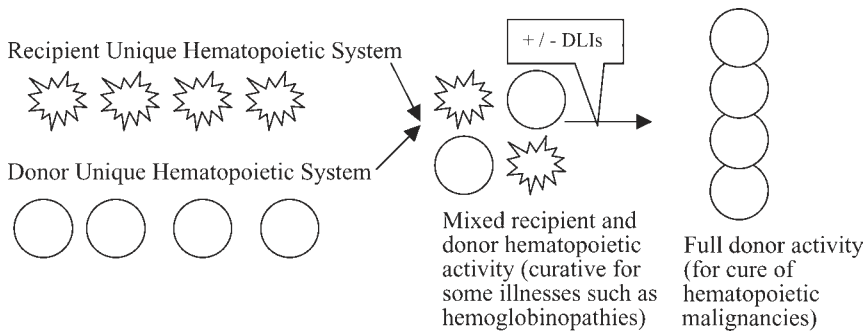 Recipient Unique Hematopoietic System
Donor Unique Hematopoietic System
+ / - DLIs
Mixed recipient and
donor hematopoietic
activity (curative for
some illnesses such as
hemoglobinopathies)
Full donor activity
(for cure of
hematopoietic
malignancies)